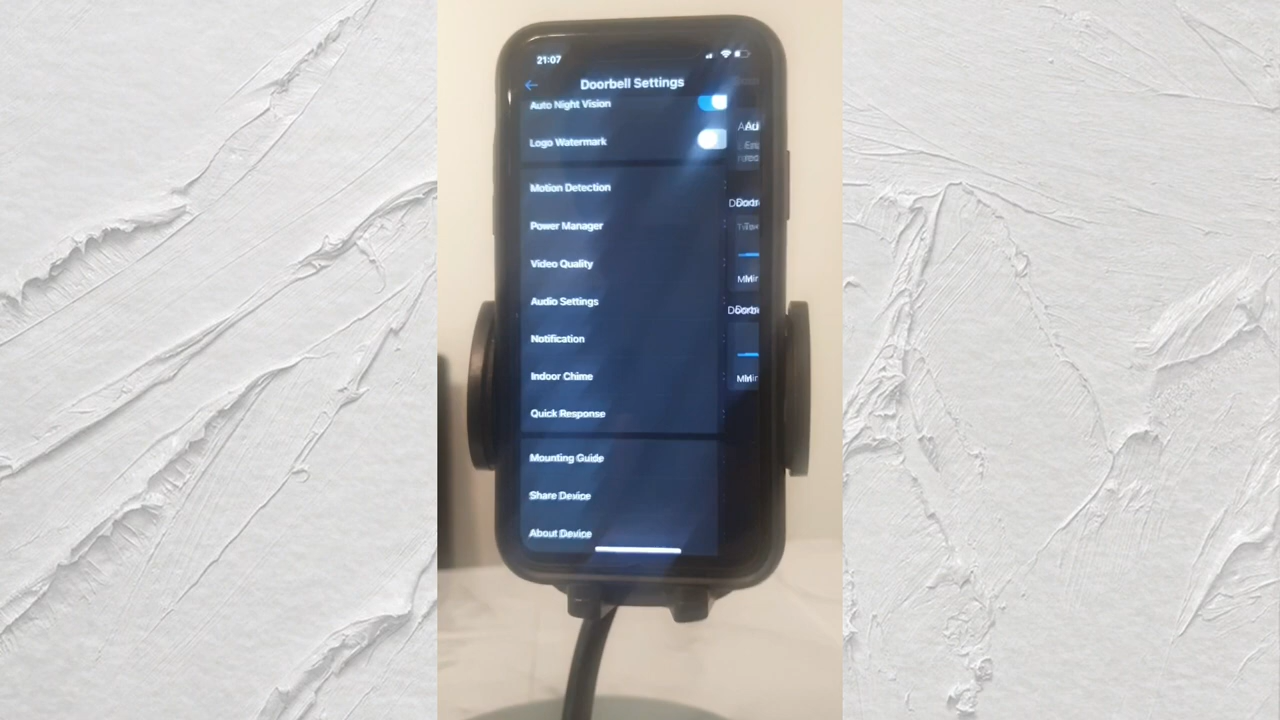 21:07
Doorbell Settings
Auto Night Vision
Logo Watermark
Motion Detection
Power Manager
Video Quality
Audio Settings
Notification
Indoor Chime
Quick Response
Mounting Guide
Share Device
About Device